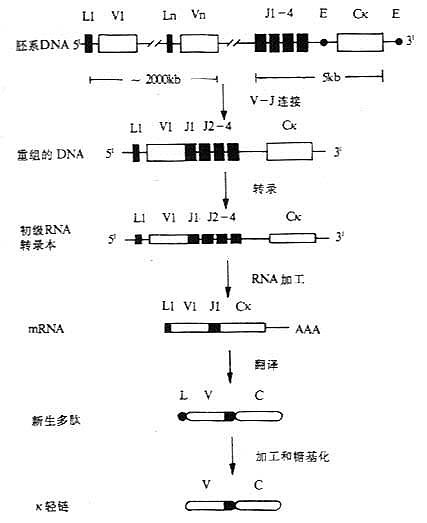 L1 V1 Ln Vn J1-4 E Cκ E
胚系DNA 5' 3'
~ 2000kb 5kb
V-J 连接
L1 V1 J1 J2-4 Cκ
重组的 DNA 5' 3'
转录
L1 V1 J1 J2-4 Cκ
初级RNA 5' 3'
转录本
RNA 加工
L1 V1 J1 Cκ
mRNA AAA
翻译
L V C
新生多肽
加工和糖基化
V C
κ 轻链